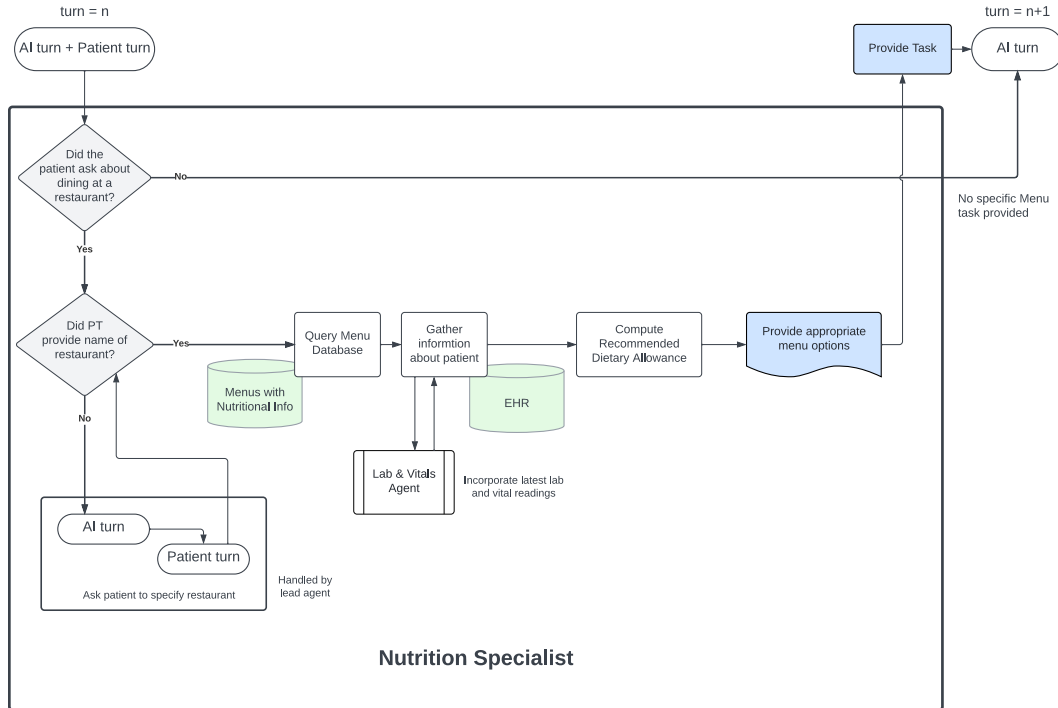 turn = n
turn = n+1
AI turn + Patient turn
Provide Task
AI turn
Did the
patient ask about
dining at a
restaurant?
No
No specific Menu
task provided
Yes
Did PT
provide name of
restaurant?
Yes
Query Menu
Database
Gather
informtion
about patient
Compute
Recommended
Dietary Allowance
Provide appropriate
menu options
Menus with
Nutritional Info
EHR
No
Lab & Vitals
Agent
Incorporate latest lab
and vital readings
AI turn
Patient turn
Ask patient to specify restaurant
Handled by
lead agent
Nutrition Specialist